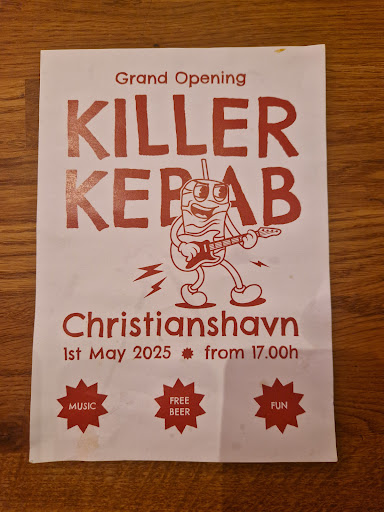 Grand Opening
KILLER
KEBAB
Christianshavn
1st May 2025 ✹ from 17.00h
MUSIC
FREE
BEER
FUN